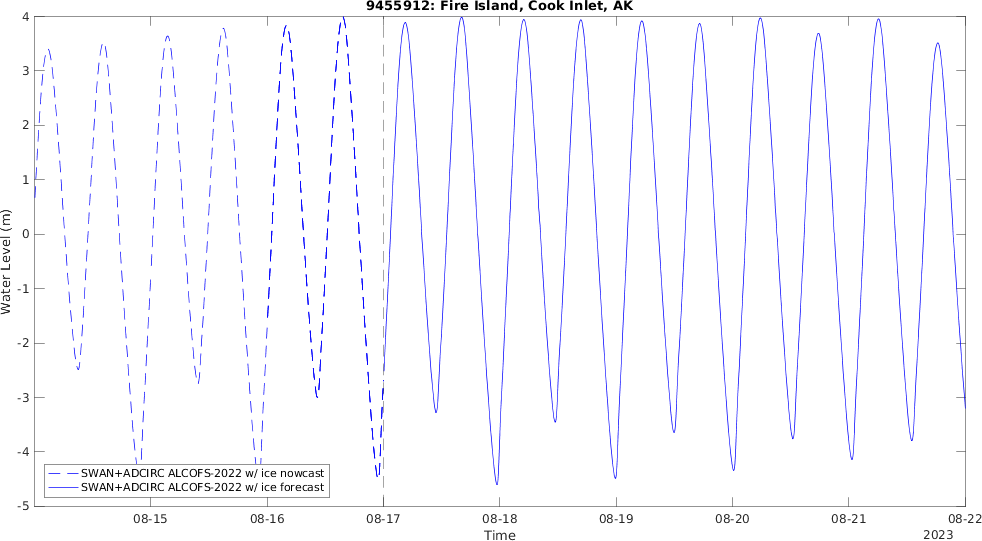 9455912: Fire Island, Cook Inlet, AK
4
3
2
1
0
-1
-2
-3
-4
-5
Water Level (m)
SWAN+ADCIRC ALCOFS-2022 w/ ice nowcast
SWAN+ADCIRC ALCOFS-2022 w/ ice forecast
08-15 08-16 08-17 08-18 08-19 08-20 08-21 08-22
Time
2023